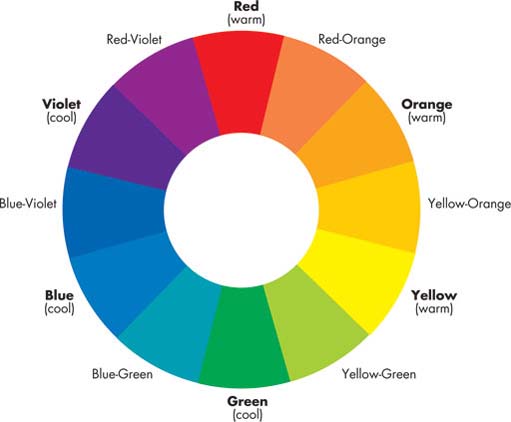 Red
(warm)
Red-Violet
Red-Orange
Violet
(cool)
Orange
(warm)
Blue-Violet
Yellow-Orange
Blue
(cool)
Yellow
(warm)
Blue-Green
Yellow-Green
Green
(cool)